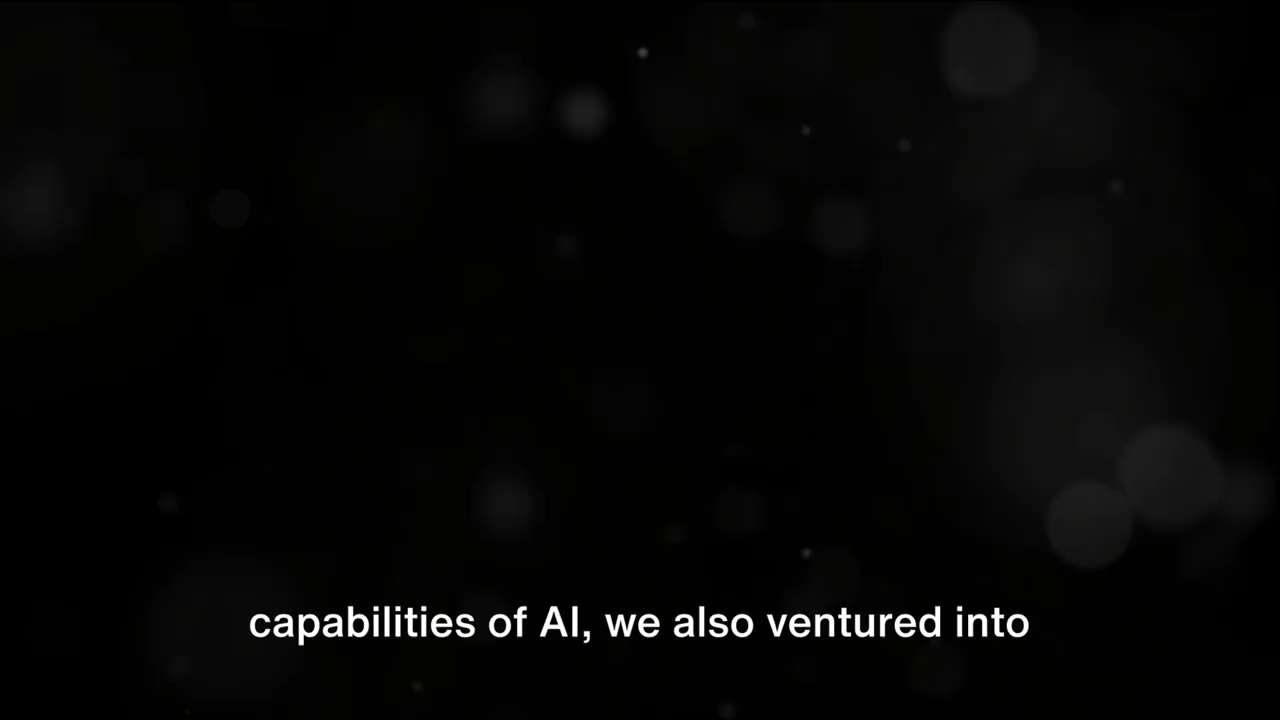 capabilities of AI, we also ventured into